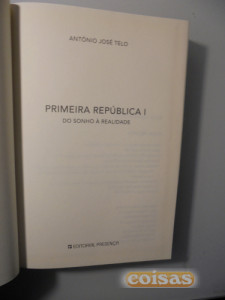 ANTÓNIO JOSÉ TELO
PRIMEIRA REPÚBLICA I
DO SONHO À REALIDADE
EDITORIAL PRESENÇA
coisas